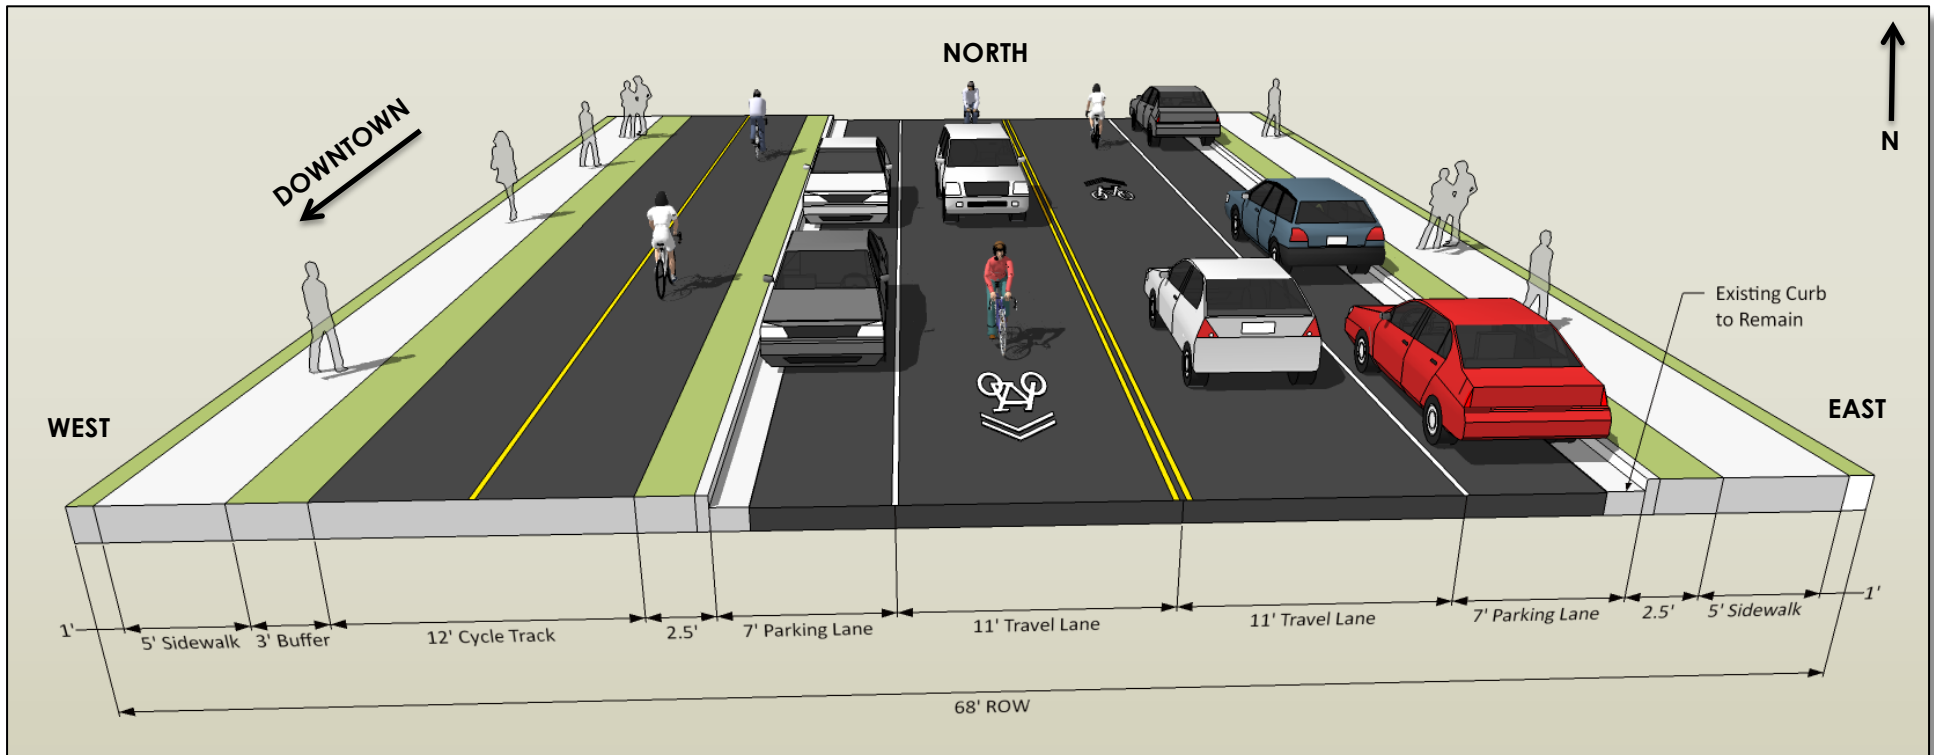 NORTH
N
DOWNTOWN
Existing Curb
to Remain
WEST
EAST
1'
5' Sidewalk
3' Buffer
12' Cycle Track
2.5'
7' Parking Lane
11' Travel Lane
11' Travel Lane
7' Parking Lane
2.5'
5' Sidewalk
1'
68' ROW